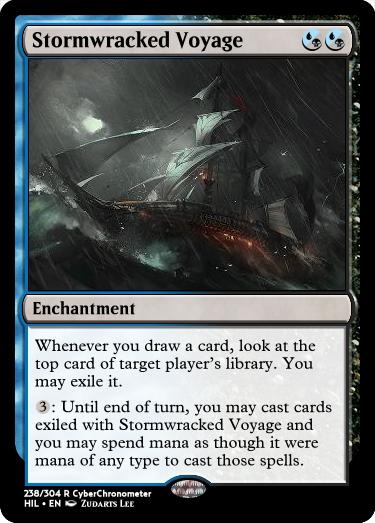 Stormwracked Voyage
Enchantment
Whenever you draw a card, look at the
top card of target player's library. You
may exile it.
3: Until end of turn, you may cast cards
exiled with Stormwracked Voyage and
you may spend mana as though it were
mana of any type to cast those spells.
238/304 R CyberChronometer
HIL • EN Zudarts Lee